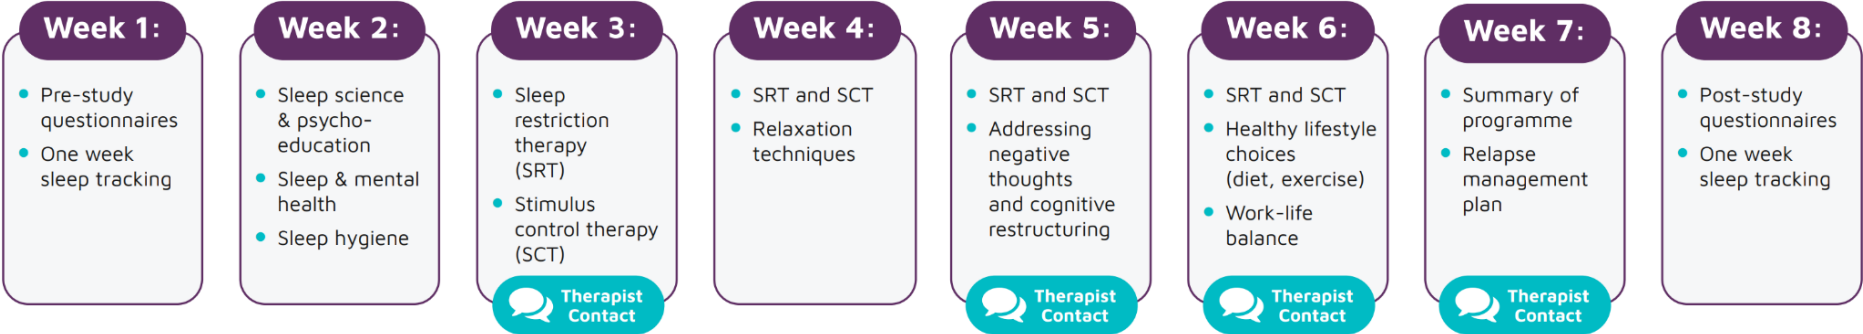 Week 1:
Pre-study
questionnaires
One week
sleep tracking
Week 2:
Sleep science
& psycho-
education
Sleep & mental
health
Sleep hygiene
Week 3:
Sleep
restriction
therapy
(SRT)
Stimulus
control therapy
(SCT)
Therapist
Contact
Week 4:
SRT and SCT
Relaxation
techniques
Week 5:
SRT and SCT
Addressing
negative
thoughts
and cognitive
restructuring
Therapist
Contact
Week 6:
SRT and SCT
Healthy lifestyle
choices
(diet, exercise)
Work-life
balance
Therapist
Contact
Week 7:
Summary of
programme
Relapse
management
plan
Therapist
Contact
Week 8:
Post-study
questionnaires
One week
sleep tracking